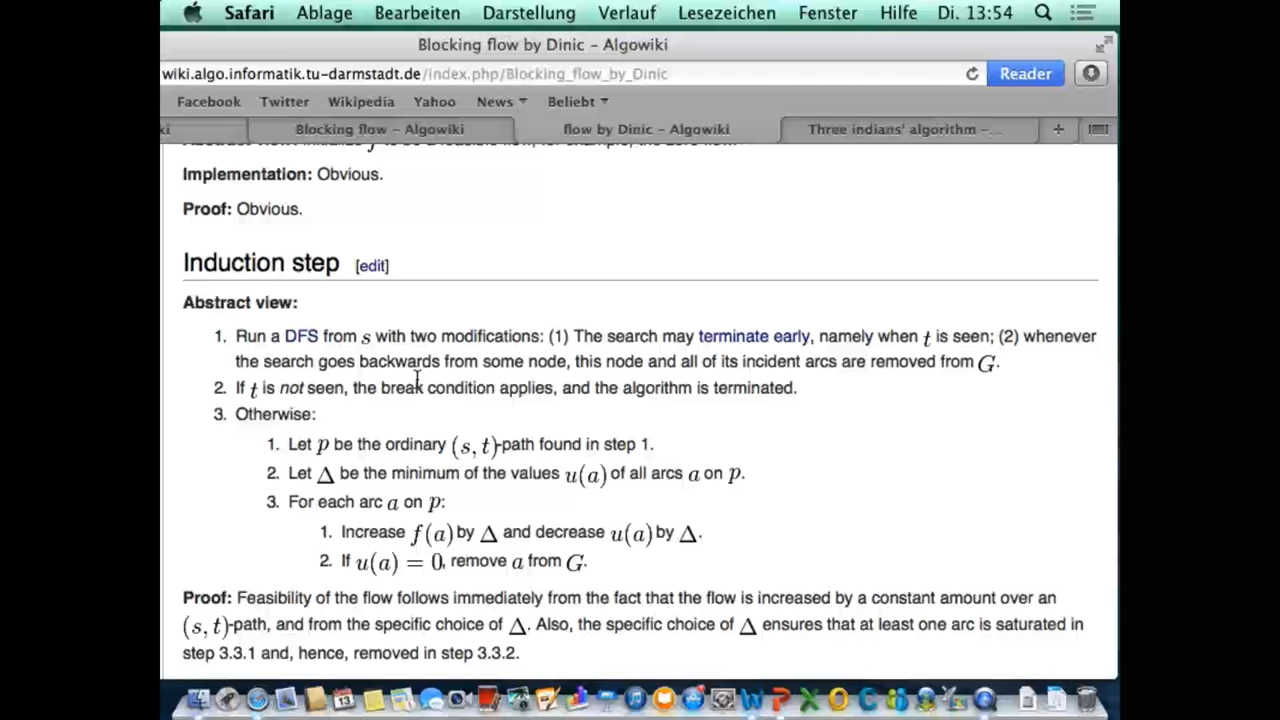 Safari Ablage Bearbeiten Darstellung Verlauf Lesezeichen Fenster Hilfe Di. 13:54
Blocking flow by Dinic – Algowiki
wiki.algo.informatik.tu-darmstadt.de/index.php/Blocking_flow_by_Dinic Reader
Facebook Twitter Wikipedia Yahoo News Beliebt
ki Blocking flow – Algowiki flow by Dinic – Algowiki Three indians' algorithm –... +
Implementation: Obvious.
Proof: Obvious.
Induction step [edit]
Abstract view:
1. Run a DFS from s with two modifications: (1) The search may terminate early, namely when t is seen; (2) whenever
the search goes backwards from some node, this node and all of its incident arcs are removed from G.
2. If t is not seen, the break condition applies, and the algorithm is terminated.
3. Otherwise:
1. Let p be the ordinary (s, t)-path found in step 1.
2. Let Δ be the minimum of the values u(a) of all arcs a on p.
3. For each arc a on p:
1. Increase f(a) by Δ and decrease u(a) by Δ.
2. If u(a) = 0, remove a from G.
Proof: Feasibility of the flow follows immediately from the fact that the flow is increased by a constant amount over an
(s, t)-path, and from the specific choice of Δ. Also, the specific choice of Δ ensures that at least one arc is saturated in
step 3.3.1 and, hence, removed in step 3.3.2.